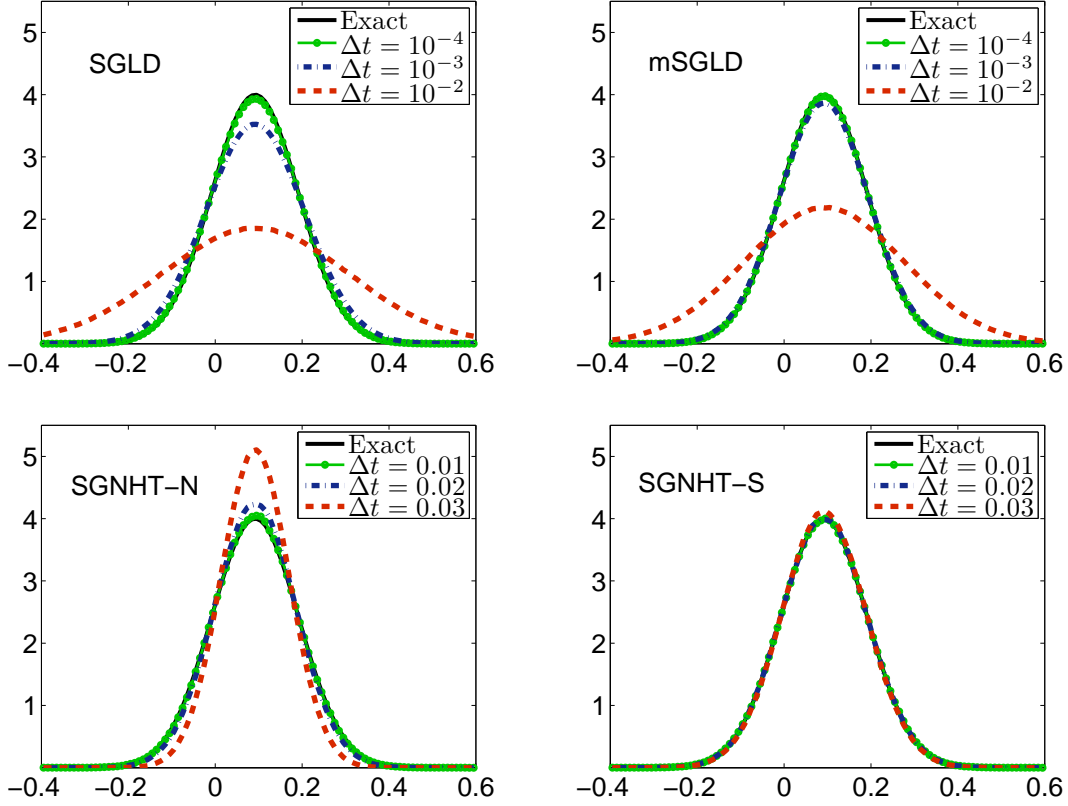 SGLD
Exact
Δt = 10⁻⁴
Δt = 10⁻³
Δt = 10⁻²
5
4
3
2
1
−0.4 −0.2 0 0.2 0.4 0.6
mSGLD
Exact
Δt = 10⁻⁴
Δt = 10⁻³
Δt = 10⁻²
5
4
3
2
1
−0.4 −0.2 0 0.2 0.4 0.6
SGNHT−N
Exact
Δt = 0.01
Δt = 0.02
Δt = 0.03
5
4
3
2
1
−0.4 −0.2 0 0.2 0.4 0.6
SGNHT−S
Exact
Δt = 0.01
Δt = 0.02
Δt = 0.03
5
4
3
2
1
−0.4 −0.2 0 0.2 0.4 0.6